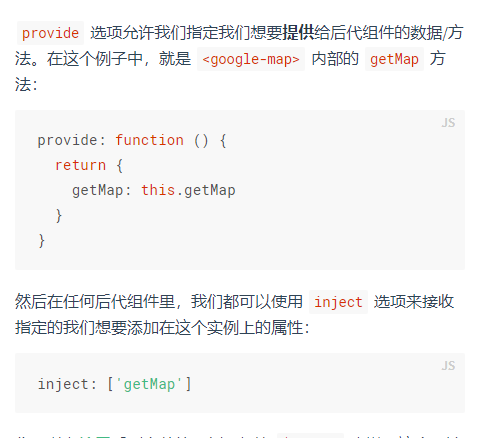 provide 选项允许我们指定我们想要提供给后代组件的数据/方
法。在这个例子中，就是 <google-map> 内部的 getMap 方
法：
JS
provide: function () {
  return {
    getMap: this.getMap
  }
}
然后在任何后代组件里，我们都可以使用 inject 选项来接收
指定的我们想要添加在这个实例上的属性：
JS
inject: ['getMap']